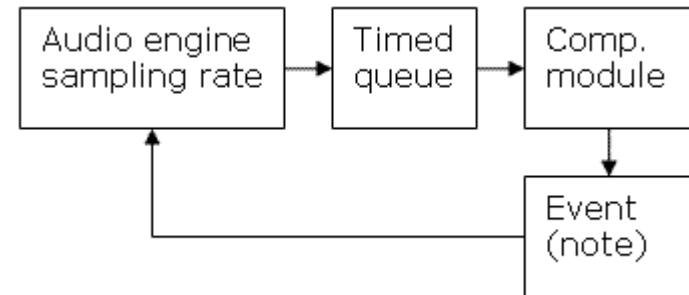 Audio engine
sampling rate
Timed
queue
Comp.
module
Event
(note)